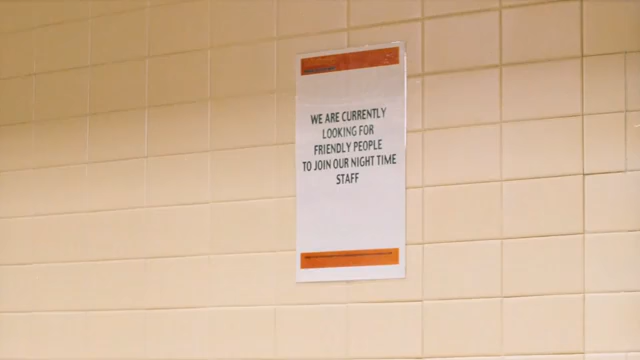 WE ARE CURRENTLY
LOOKING FOR
FRIENDLY PEOPLE
TO JOIN OUR NIGHT TIME
STAFF